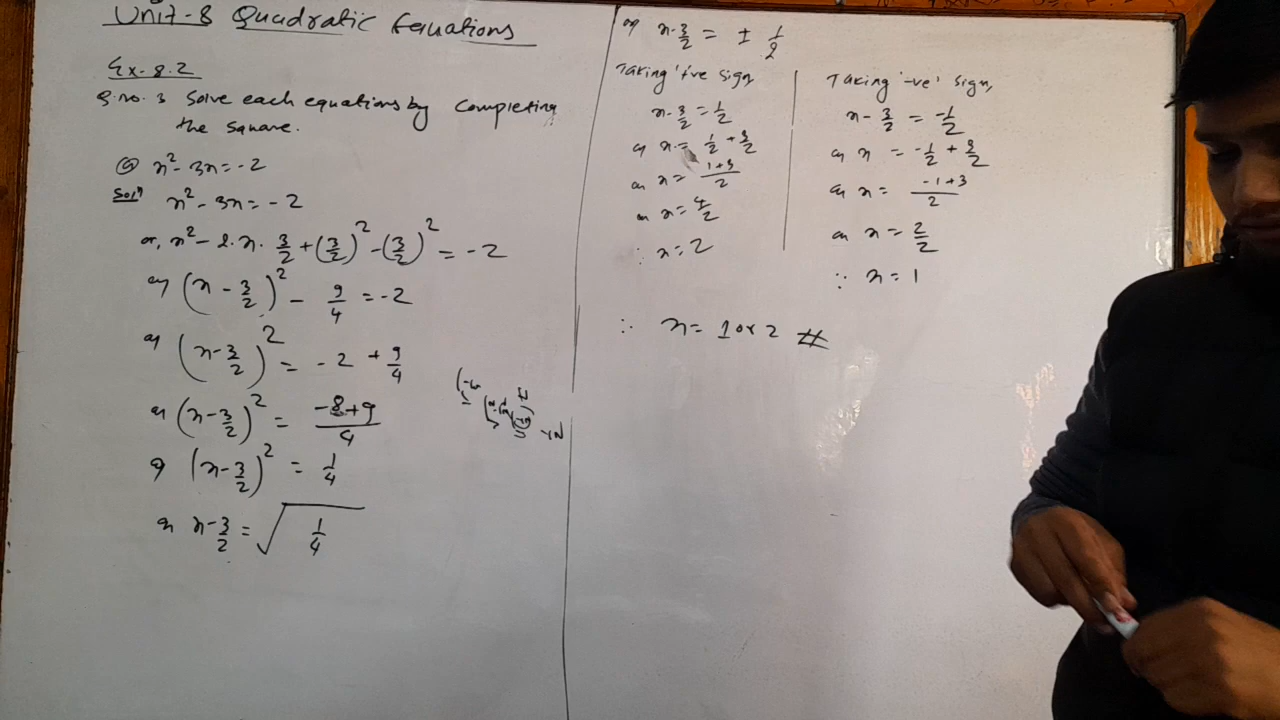 Unit-8 Quadratic Equations
Ex-8.2
Q.no. 3 Solve each equations by completing
the square.
@ x² - 3x = -2
Solⁿ x² - 3x = -2
or, x² - 2.x. 3/2 + (3/2)² - (3/2)² = -2
or (x - 3/2)² - 9/4 = -2
or (x - 3/2)² = -2 + 9/4
or (x - 3/2)² = (-8+9)/4
or (x - 3/2)² = 1/4
or x - 3/2 = √(1/4)
or x - 3/2 = ± 1/2
Taking '+ve' sign,
x - 3/2 = 1/2
or x = 1/2 + 3/2
or x = (1+3)/2
or x = 4/2
∴ x = 2
Taking '-ve' sign,
x - 3/2 = -1/2
or x = -1/2 + 3/2
or x = (-1+3)/2
or x = 2/2
∴ x = 1
∴ x = 1 or 2 #